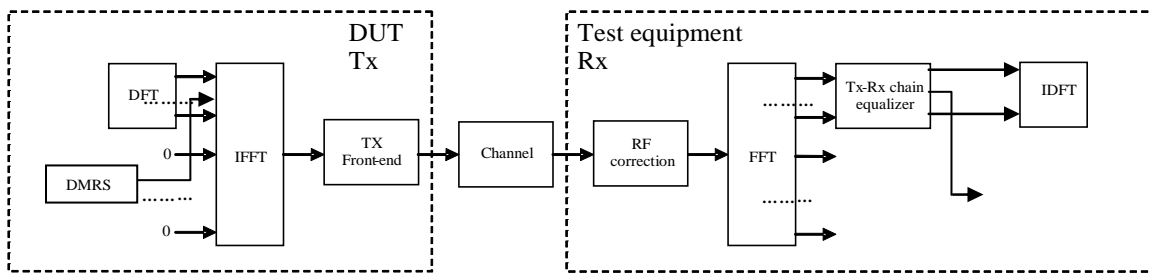 DUT
Tx
Test equipment
Rx
DFT
………
0
DMRS
………
0
IFFT
TX
Front-end
Channel
RF
correction
FFT
………
………
Tx-Rx chain
equalizer
IDFT